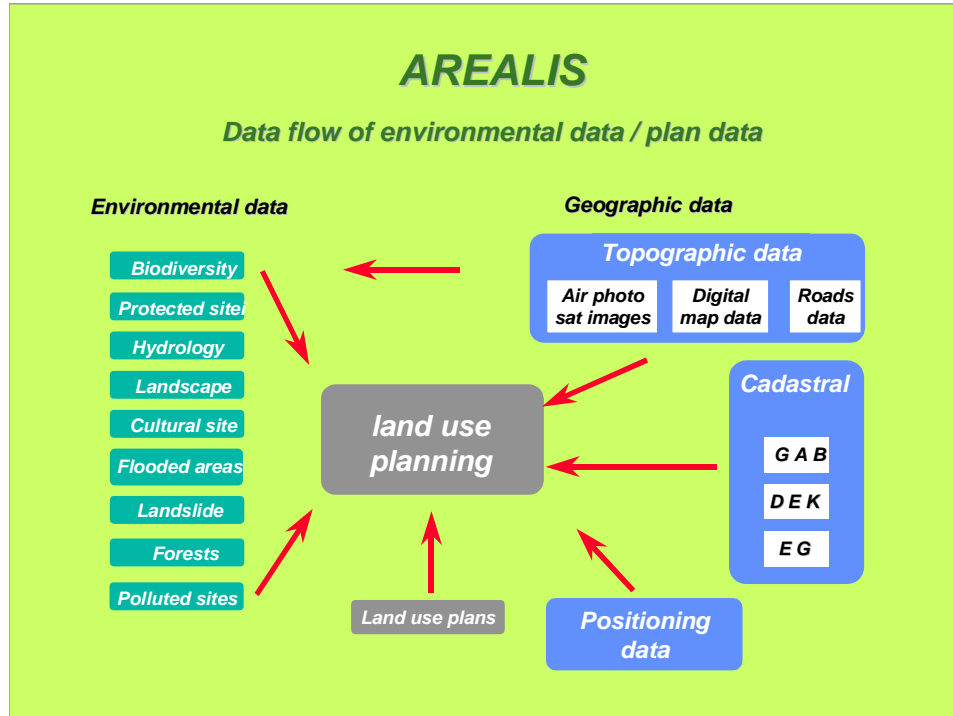 AREALIS
Data flow of environmental data / plan data
Environmental data
Biodiversity
Protected sitei
Hydrology
Landscape
Cultural site
Flooded areas
Landslide
Forests
Polluted sites
Geographic data
Topographic data
Air photo
sat images
Digital
map data
Roads
data
Cadastral
G A B
D E K
E G
land use
planning
Land use plans
Positioning
data